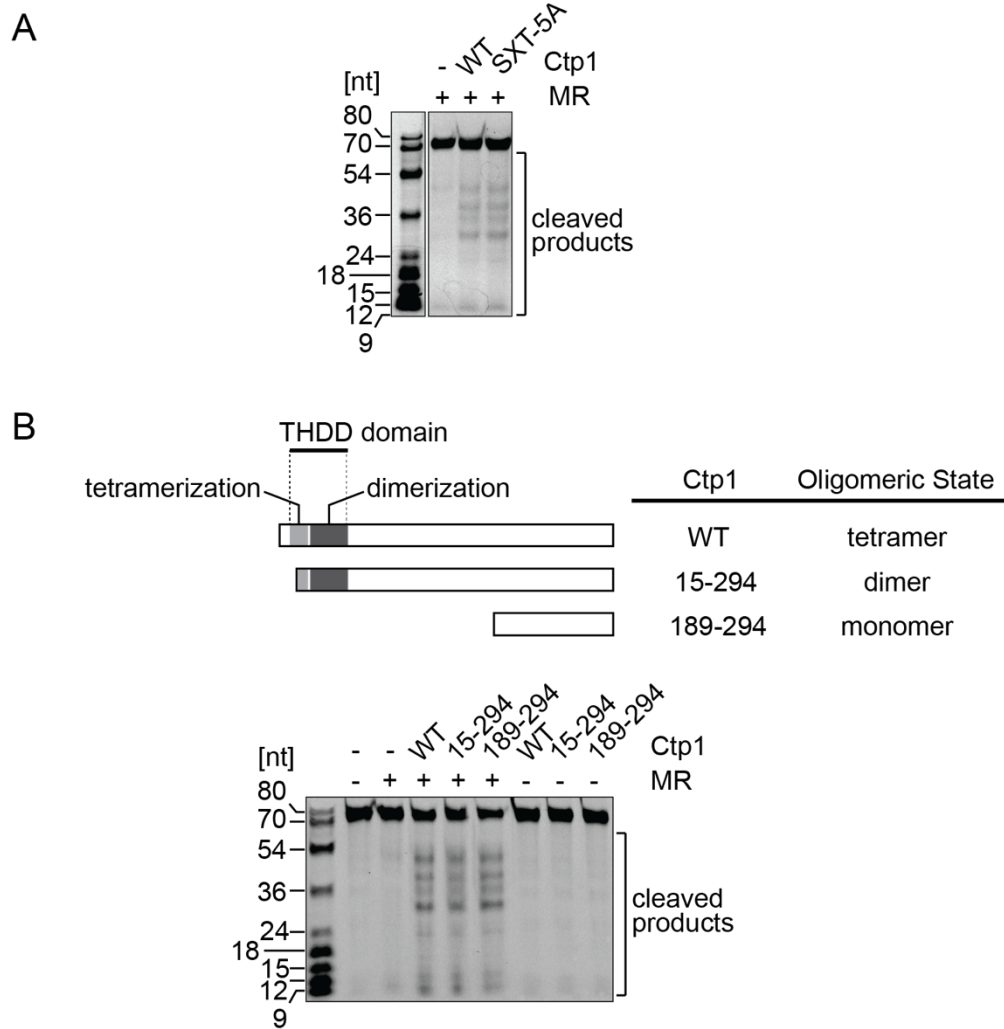 A
- WT SXT-5A Ctp1
[nt] + + + MR
80
70
54
36
24
18
15
12
9
cleaved
products
B
THDD domain
tetramerization dimerization
Ctp1 Oligomeric State
WT tetramer
15-294 dimer
189-294 monomer
- - WT 15-294 189-294 WT 15-294 189-294 Ctp1
[nt] - + + + + - - - MR
80
70
54
36
24
18
15
12
9
cleaved
products